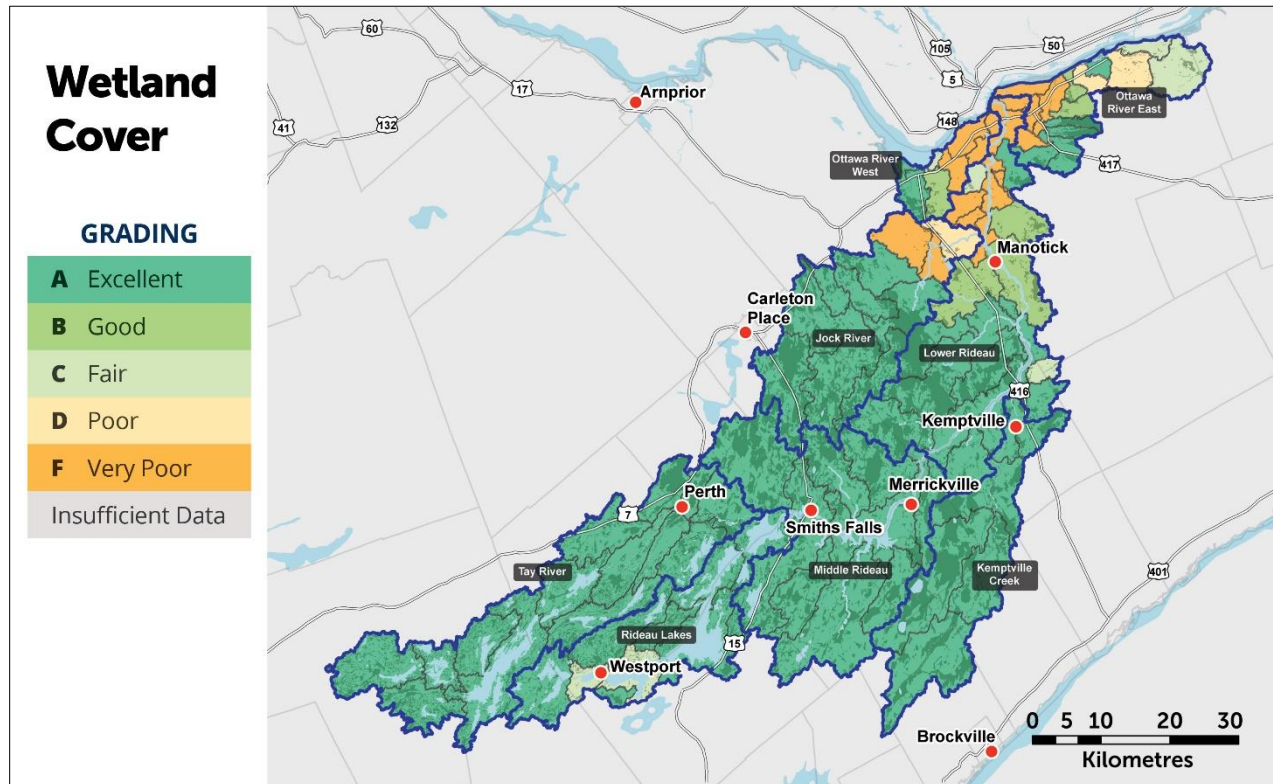 Wetland
Cover
GRADING
A Excellent
B Good
C Fair
D Poor
F Very Poor
Insufficient Data
60
17
41
132
Arnprior
105
5
50
148
Ottawa
River East
417
Ottawa River
West
Manotick
Carleton
Place
Jock River
Lower Rideau
416
Kemptville
Perth
7
Smiths Falls
Merrickville
Tay River
Middle Rideau
Kemptville
Creek
401
Rideau Lakes
15
Westport
Brockville
0 5 10 20 30
Kilometres